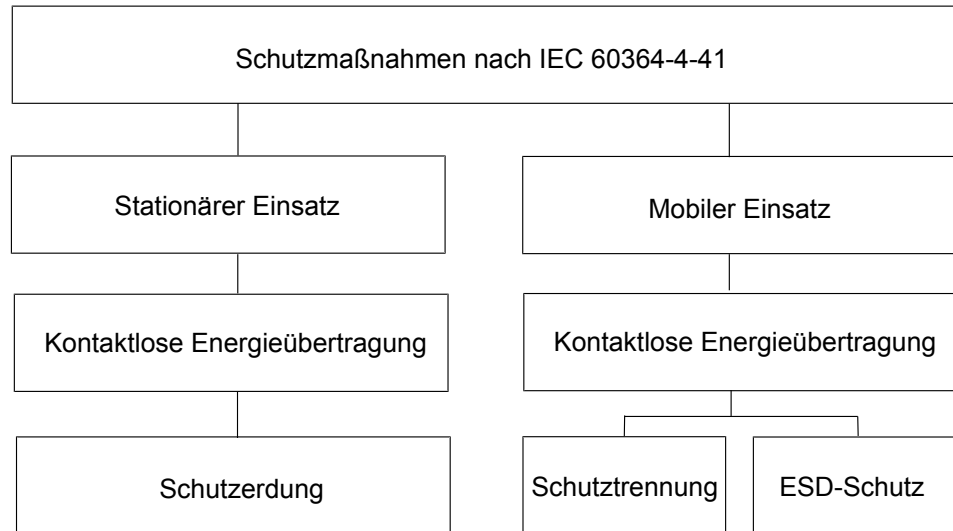 Schutzmaßnahmen nach IEC 60364-4-41
Stationärer Einsatz
Mobiler Einsatz
Kontaktlose Energieübertragung
Kontaktlose Energieübertragung
Schutzerdung
Schutztrennung
ESD-Schutz